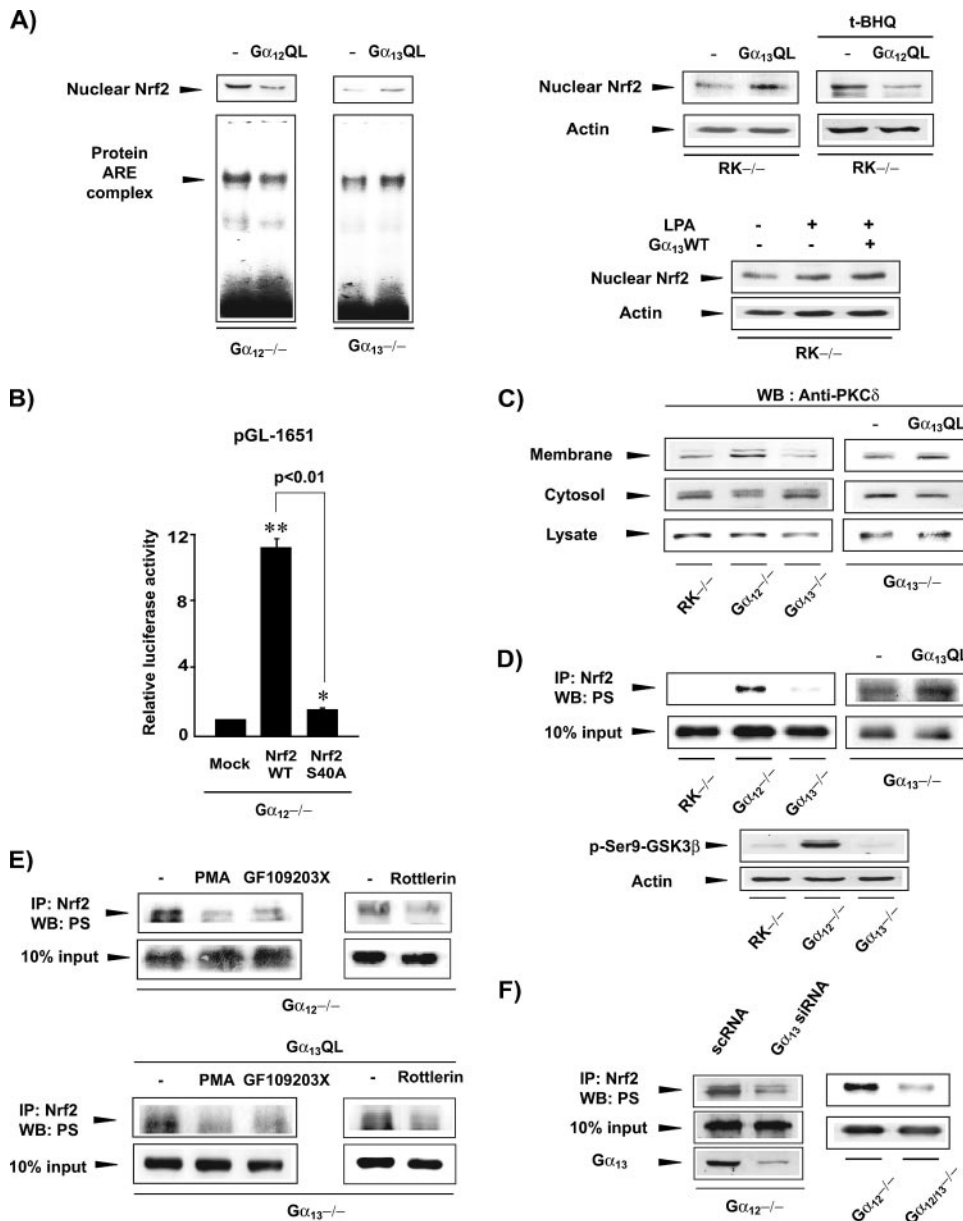 A)
- Gα12QL
- Gα13QL
Nuclear Nrf2
Protein
ARE
complex
Gα12–/–
Gα13–/–
t-BHQ
- Gα13QL
- Gα12QL
Nuclear Nrf2
Actin
RK–/–
RK–/–
LPA - + +
Gα13WT - - +
Nuclear Nrf2
Actin
RK–/–
B)
pGL-1651
p<0.01
Relative luciferase activity
12
8
4
2
0
**
*
Mock
Nrf2
WT
Nrf2
S40A
Gα12–/–
C)
WB : Anti-PKCδ
- Gα13QL
Membrane
Cytosol
Lysate
RK–/–
Gα12–/–
Gα13–/–
Gα13–/–
D)
- Gα13QL
IP: Nrf2
WB: PS
10% input
RK–/–
Gα12–/–
Gα13–/–
Gα13–/–
p-Ser9-GSK3β
Actin
RK–/–
Gα12–/–
Gα13–/–
E)
- PMA GF109203X
- Rottlerin
IP: Nrf2
WB: PS
10% input
Gα12–/–
Gα13QL
- PMA GF109203X
- Rottlerin
IP: Nrf2
WB: PS
10% input
Gα13–/–
F)
scRNA
Gα13 siRNA
IP: Nrf2
WB: PS
10% input
Gα13
Gα12–/–
Gα12–/–
Gα12/13–/–